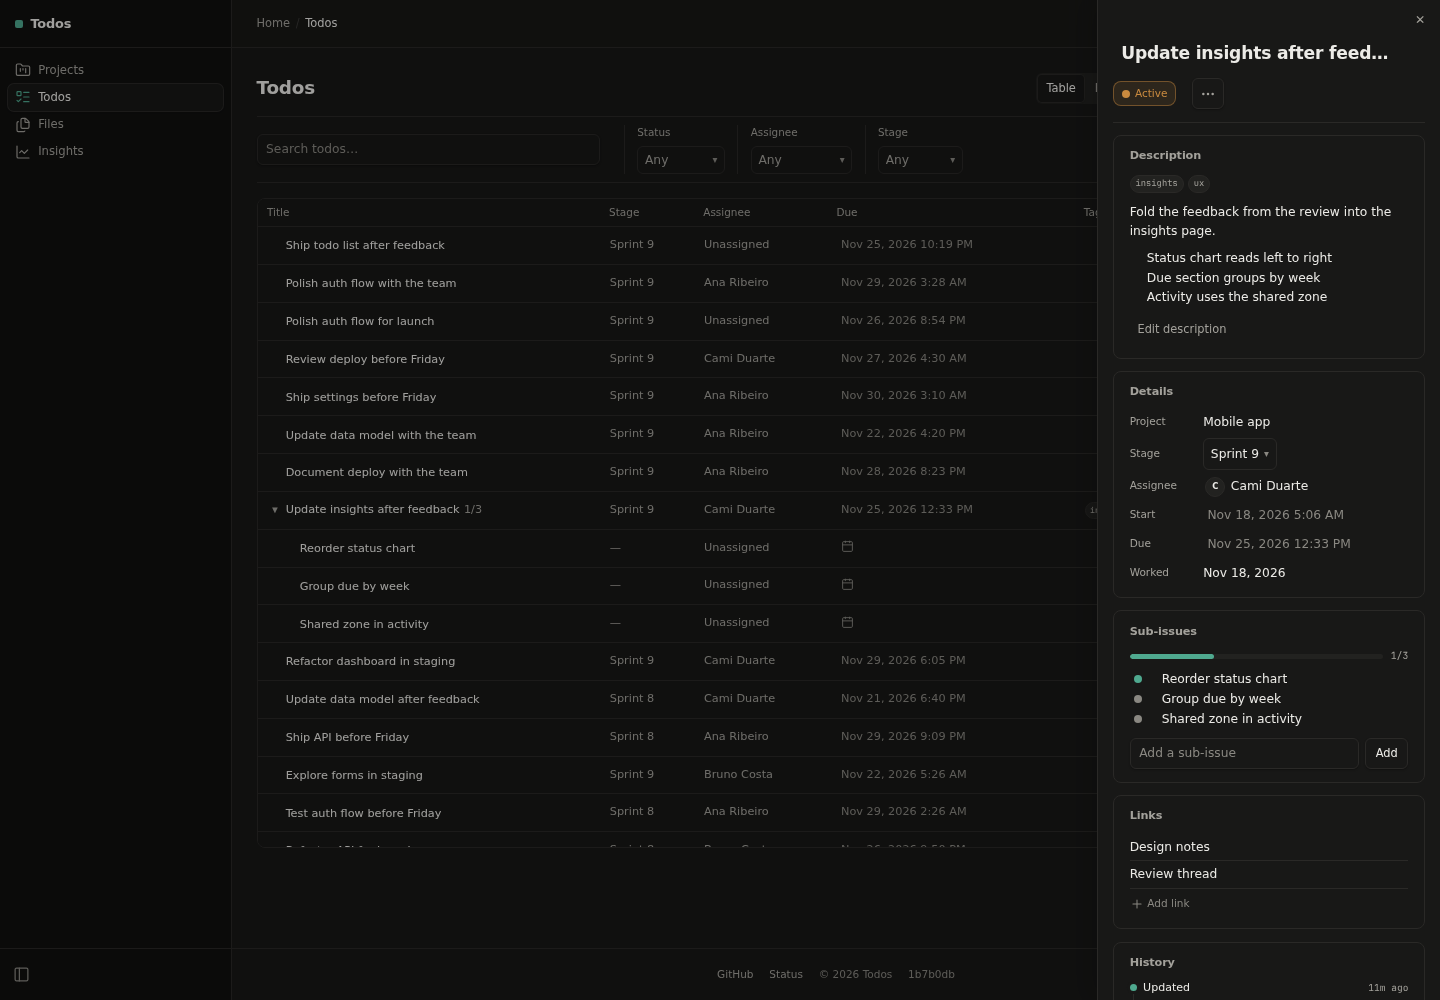 Todos
Projects
Todos
Files
Insights
Home / Todos
Todos
Table
Search todos...
Status
Any
Assignee
Any
Stage
Any
Title Stage Assignee Due
Ship todo list after feedback Sprint 9 Unassigned Nov 25, 2026 10:19 PM
Polish auth flow with the team Sprint 9 Ana Ribeiro Nov 29, 2026 3:28 AM
Polish auth flow for launch Sprint 9 Unassigned Nov 26, 2026 8:54 PM
Review deploy before Friday Sprint 9 Cami Duarte Nov 27, 2026 4:30 AM
Ship settings before Friday Sprint 9 Ana Ribeiro Nov 30, 2026 3:10 AM
Update data model with the team Sprint 9 Ana Ribeiro Nov 22, 2026 4:20 PM
Document deploy with the team Sprint 9 Ana Ribeiro Nov 28, 2026 8:23 PM
Update insights after feedback 1/3 Sprint 9 Cami Duarte Nov 25, 2026 12:33 PM
Reorder status chart — Unassigned
Group due by week — Unassigned
Shared zone in activity — Unassigned
Refactor dashboard in staging Sprint 9 Cami Duarte Nov 29, 2026 6:05 PM
Update data model after feedback Sprint 8 Cami Duarte Nov 21, 2026 6:40 PM
Ship API before Friday Sprint 8 Ana Ribeiro Nov 29, 2026 9:09 PM
Explore forms in staging Sprint 9 Bruno Costa Nov 22, 2026 5:26 AM
Test auth flow before Friday Sprint 8 Ana Ribeiro Nov 29, 2026 2:26 AM
GitHub Status © 2026 Todos 1b7b0db
×
Update insights after feed...
Active
Description
insights ux
Fold the feedback from the review into the
insights page.
Status chart reads left to right
Due section groups by week
Activity uses the shared zone
Edit description
Details
Project Mobile app
Stage Sprint 9
Assignee C Cami Duarte
Start Nov 18, 2026 5:06 AM
Due Nov 25, 2026 12:33 PM
Worked Nov 18, 2026
Sub-issues
1/3
Reorder status chart
Group due by week
Shared zone in activity
Add a sub-issue Add
Links
Design notes
Review thread
Add link
History
Updated 11m ago